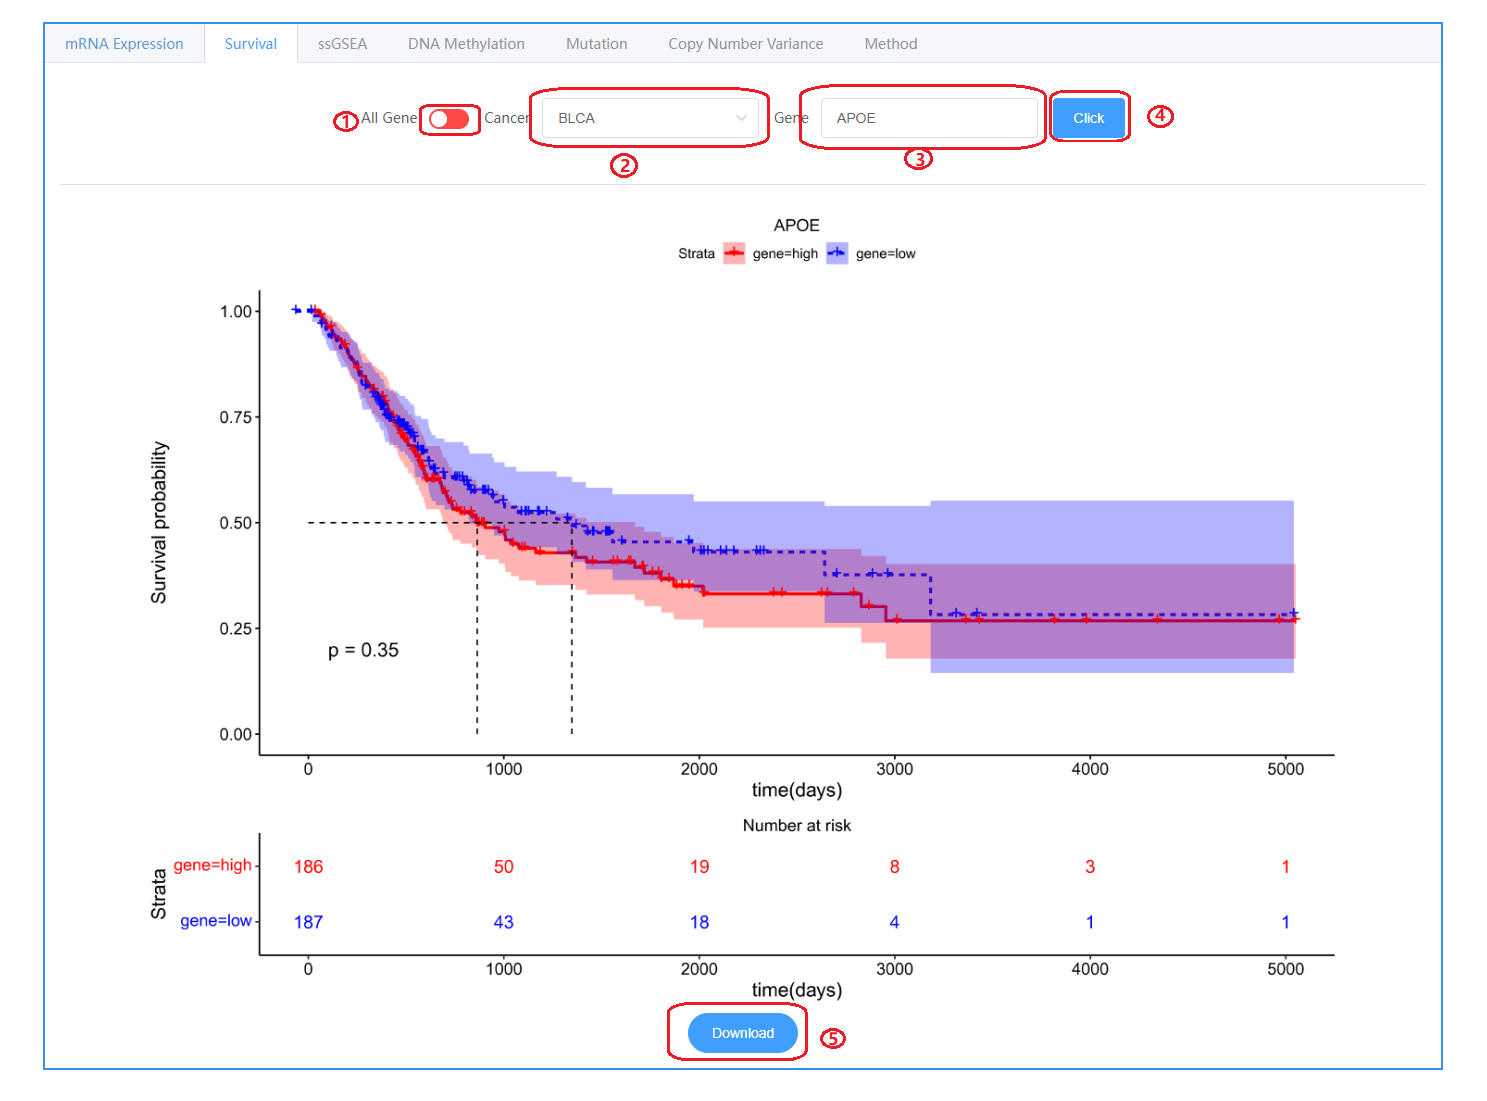 mRNA Expression Survival ssGSEA DNA Methylation Mutation Copy Number Variance Method
① All Gene Cancer BLCA Gene APOE Click ④
② ③
APOE
Strata gene=high gene=low
1.00
0.75
0.50
0.25
0.00
Survival probability
p = 0.35
0 1000 2000 3000 4000 5000
time(days)
Number at risk
Strata
gene=high 186 50 19 8 3 1
gene=low 187 43 18 4 1 1
0 1000 2000 3000 4000 5000
time(days)
Download ⑤